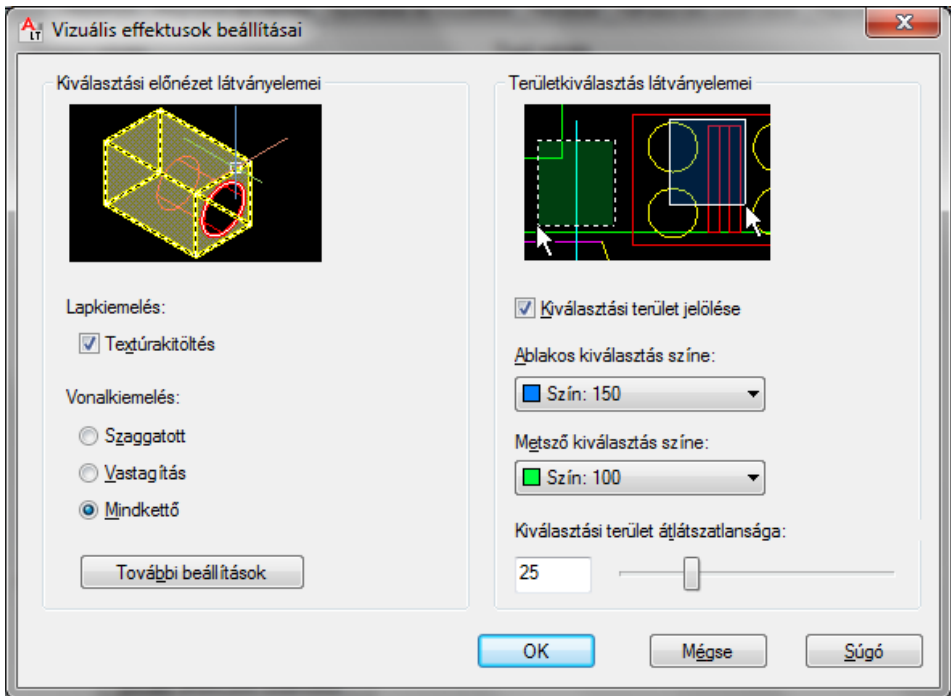 A LT Vizuális effektusok beállításai
Kiválasztási előnézet látványelemei
Lapkiemelés:
Textúrakitöltés
Vonalkiemelés:
Szaggatott
Vastagítás
Mindkettő
További beállítások
Területkiválasztás látványelemei
Kiválasztási terület jelölése
Ablakos kiválasztás színe:
Szín: 150
Metsző kiválasztás színe:
Szín: 100
Kiválasztási terület átlátszatlansága:
25
OK
Mégse
Súgó